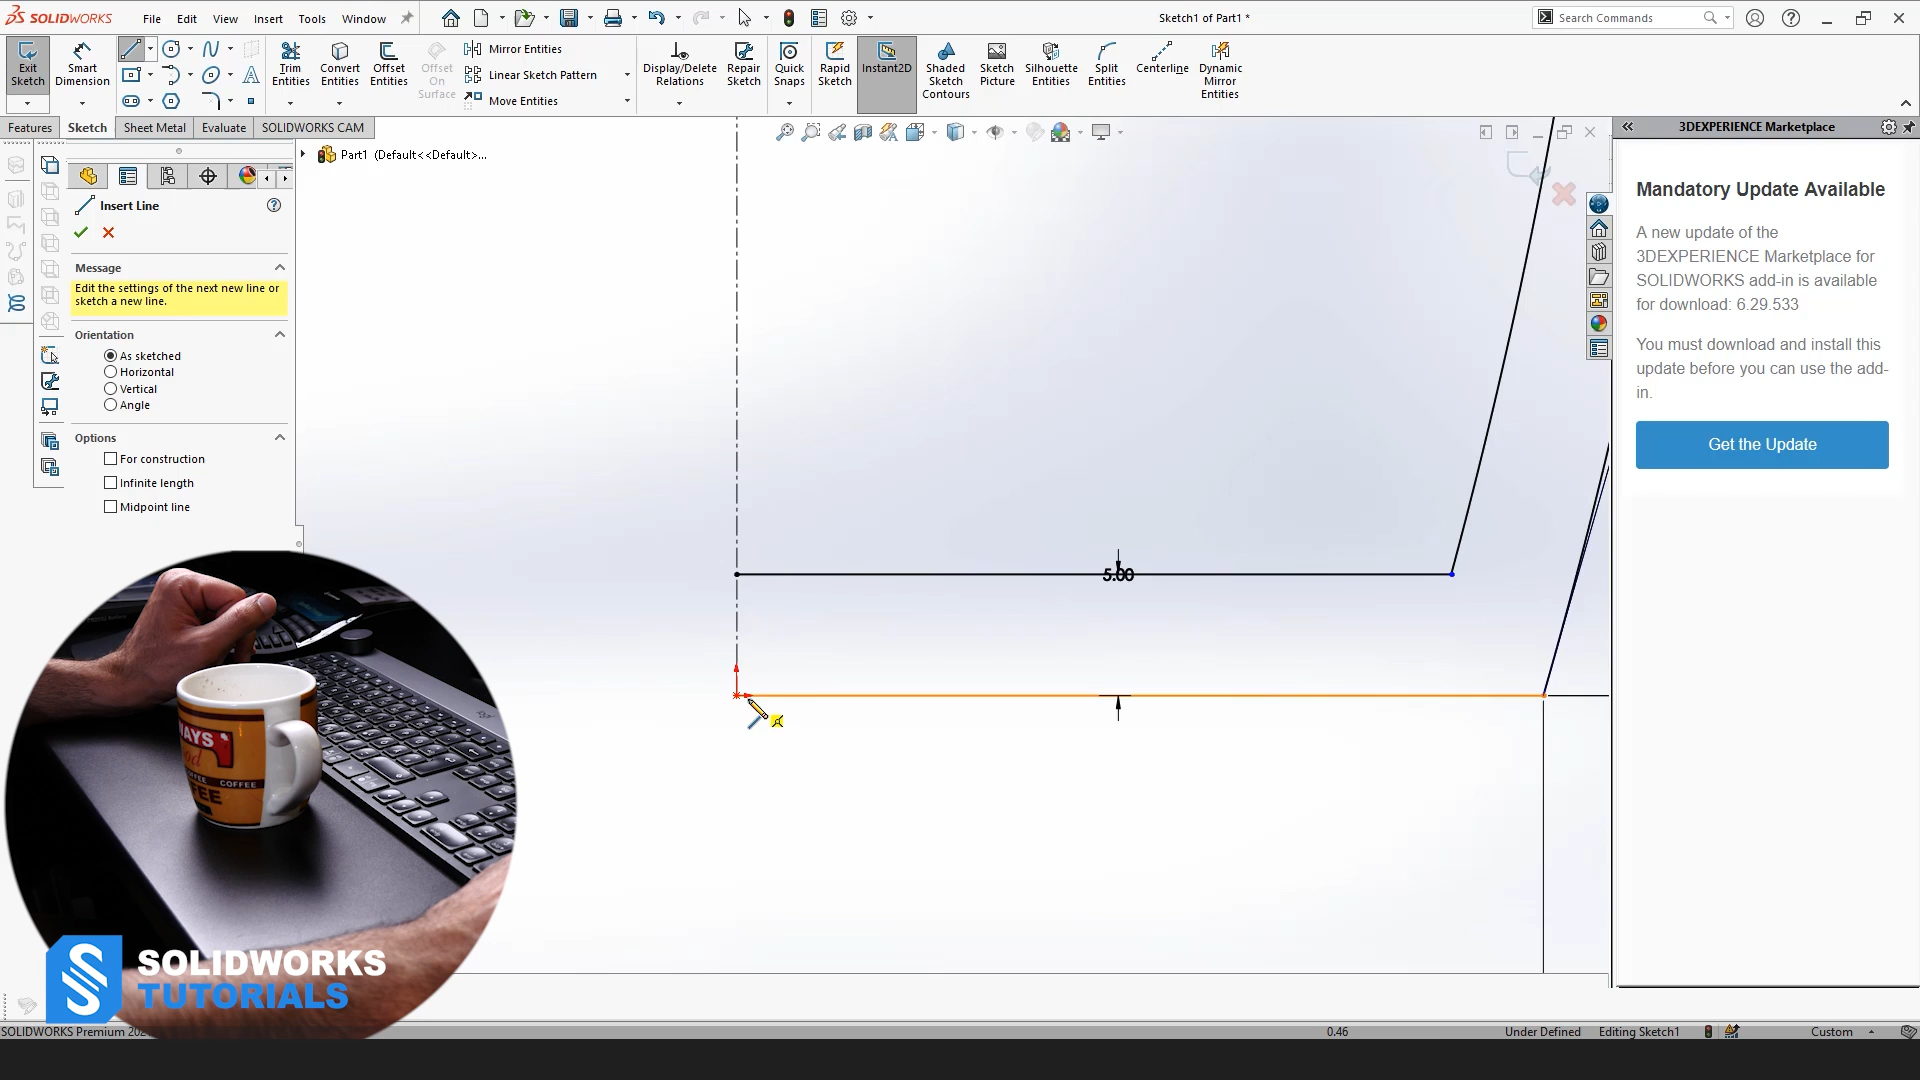 SOLIDWORKS
File Edit View Insert Tools Window
Sketch1 of Part1 *
Search Commands
Exit Sketch
Smart Dimension
Trim Entities
Convert Entities
Offset Entities
Offset On Surface
Mirror Entities
Linear Sketch Pattern
Move Entities
Display/Delete Relations
Repair Sketch
Quick Snaps
Rapid Sketch
Instant2D
Shaded Sketch Contours
Sketch Picture
Silhouette Entities
Split Entities
Centerline
Dynamic Mirror Entities
Features Sketch Sheet Metal Evaluate SOLIDWORKS CAM
3DEXPERIENCE Marketplace
Part1 (Default<<Default>...
Insert Line
Message
Edit the settings of the next new line or
sketch a new line.
Orientation
As sketched
Horizontal
Vertical
Angle
Options
For construction
Infinite length
Midpoint line
5.00
Mandatory Update Available
A new update of the
3DEXPERIENCE Marketplace for
SOLIDWORKS add-in is available
for download: 6.29.533
You must download and install this
update before you can use the add-
in.
Get the Update
COFFEE
COFFEE
SOLIDWORKS
TUTORIALS
SOLIDWORKS Premium
0.46
Under Defined
Editing Sketch1
Custom